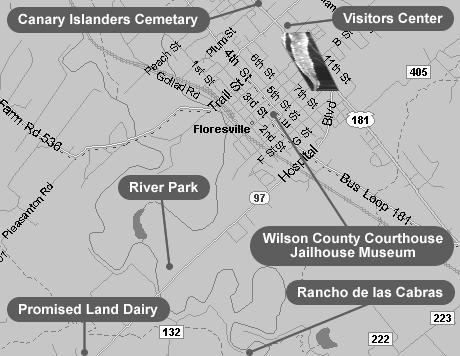 Canary Islanders Cemetary
Visitors Center
Plum St
B St
Peach St
4th St
6th St
11th St
1st St
405
Goliad Rd
Trail St
5th St
7th St
3rd St
Blvd
181
Farm Rd 536
Floresville
2nd St
G St
F St
Hospital
River Park
97
Bus Loop 181
Pleasanton Rd
Wilson County Courthouse
Jailhouse Museum
Rancho de las Cabras
Promised Land Dairy
132
223
222